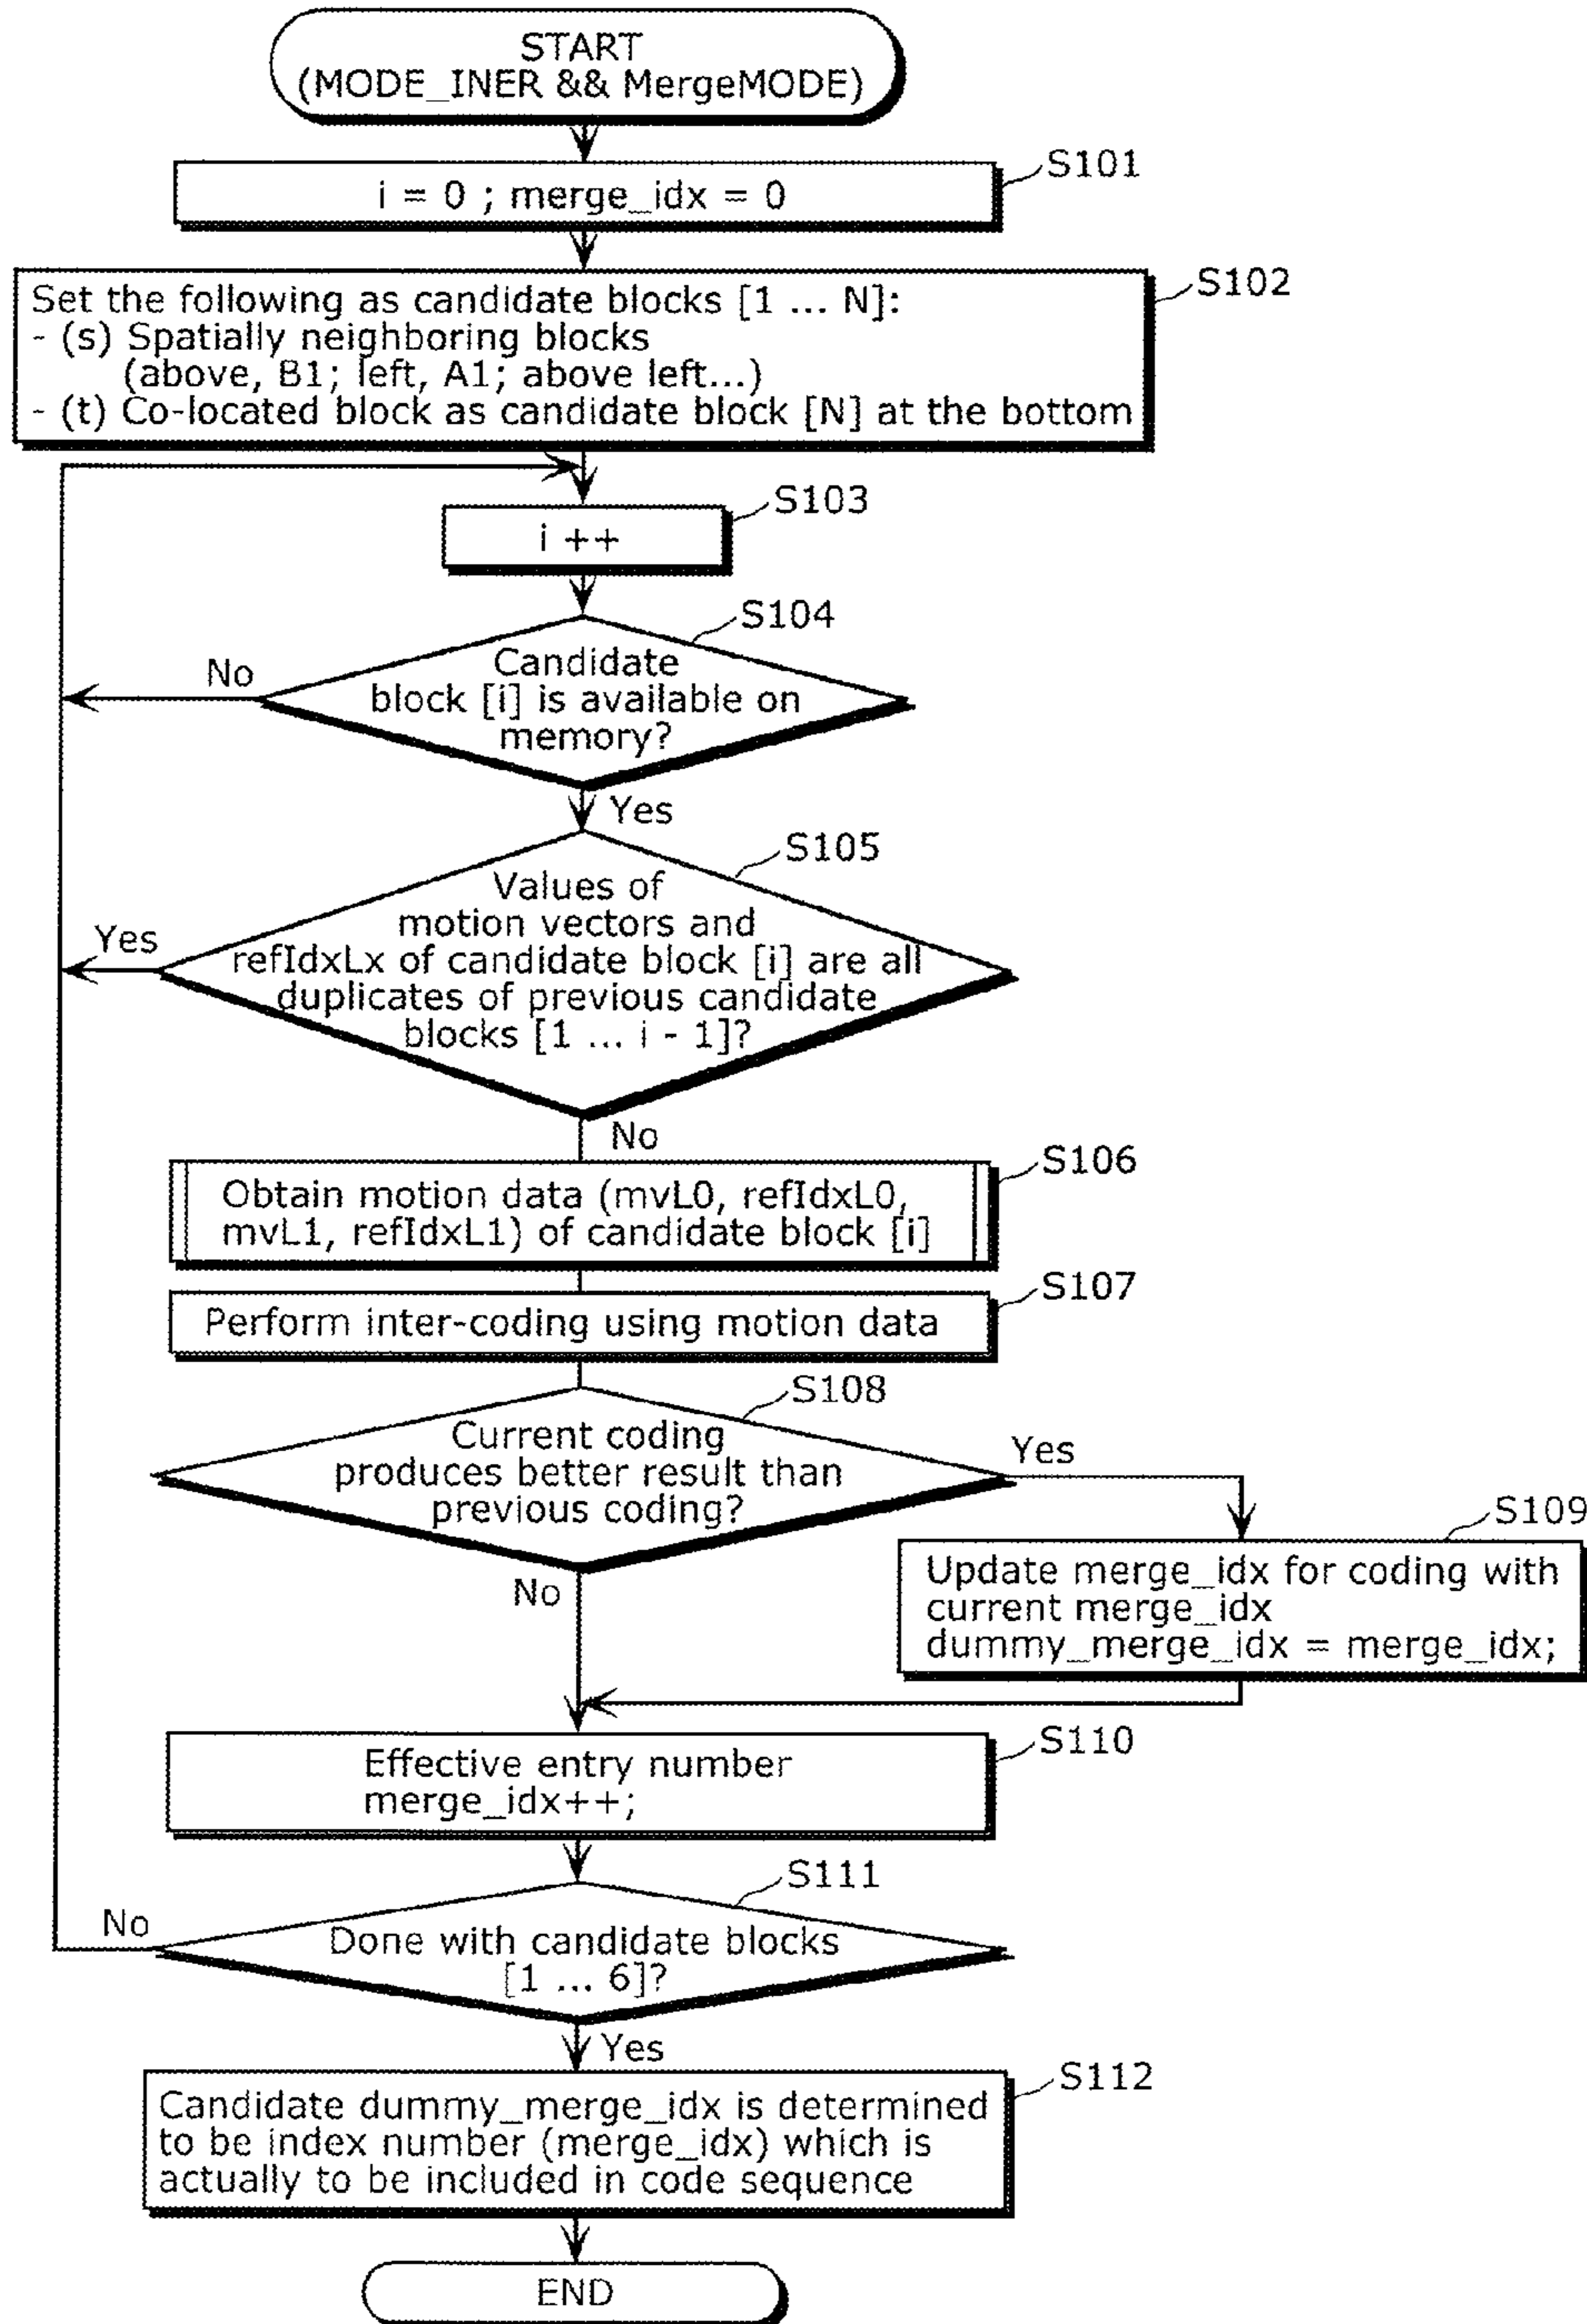 START
(MODE_INER && MergeMODE)
S101
i = 0 ; merge_idx = 0
S102
Set the following as candidate blocks [1 ... N]:
- (s) Spatially neighboring blocks
(above, B1; left, A1; above left...)
- (t) Co-located block as candidate block [N] at the bottom
S103
i ++
S104
No
Candidate
block [i] is available on
memory?
Yes
S105
Values of
motion vectors and
Yes
refIdxLx of candidate block [i] are all
duplicates of previous candidate
blocks [1 ... i - 1]?
No
S106
Obtain motion data (mvL0, refIdxL0,
mvL1, refIdxL1) of candidate block [i]
S107
Perform inter-coding using motion data
S108
Current coding
produces better result than
previous coding?
Yes
No
S109
Update merge_idx for coding with
current merge_idx
dummy_merge_idx = merge_idx;
S110
Effective entry number
merge_idx++;
S111
No
Done with candidate blocks
[1 ... 6]?
Yes
S112
Candidate dummy_merge_idx is determined
to be index number (merge_idx) which is
actually to be included in code sequence
END